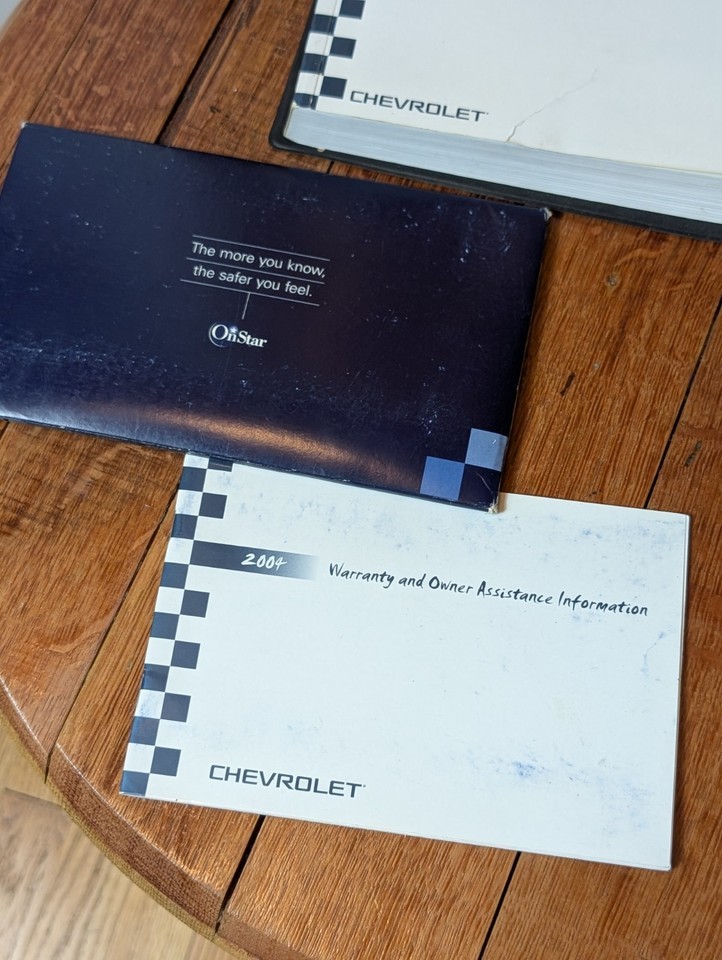 CHEVROLET
The more you know,
the safer you feel.
OnStar
2004 Warranty and Owner Assistance Information
CHEVROLET